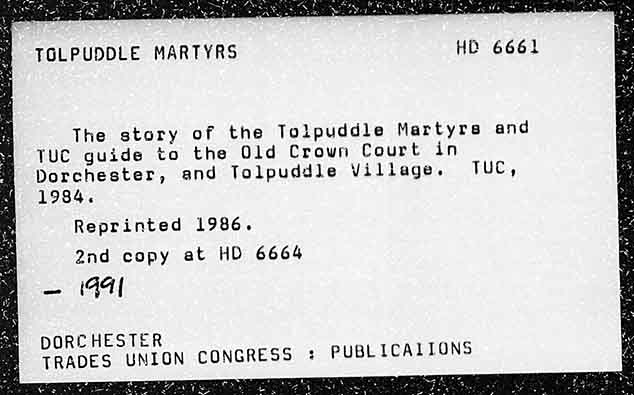 TOLPUDDLE MARTYRS HD 6661
The story of the Tolpuddle Martyrs and
TUC guide to the Old Crown Court in
Dorchester, and Tolpuddle Village. TUC,
1984.
Reprinted 1986.
2nd copy at HD 6664
— 1991
DORCHESTER
TRADES UNION CONGRESS : PUBLICAIIONS